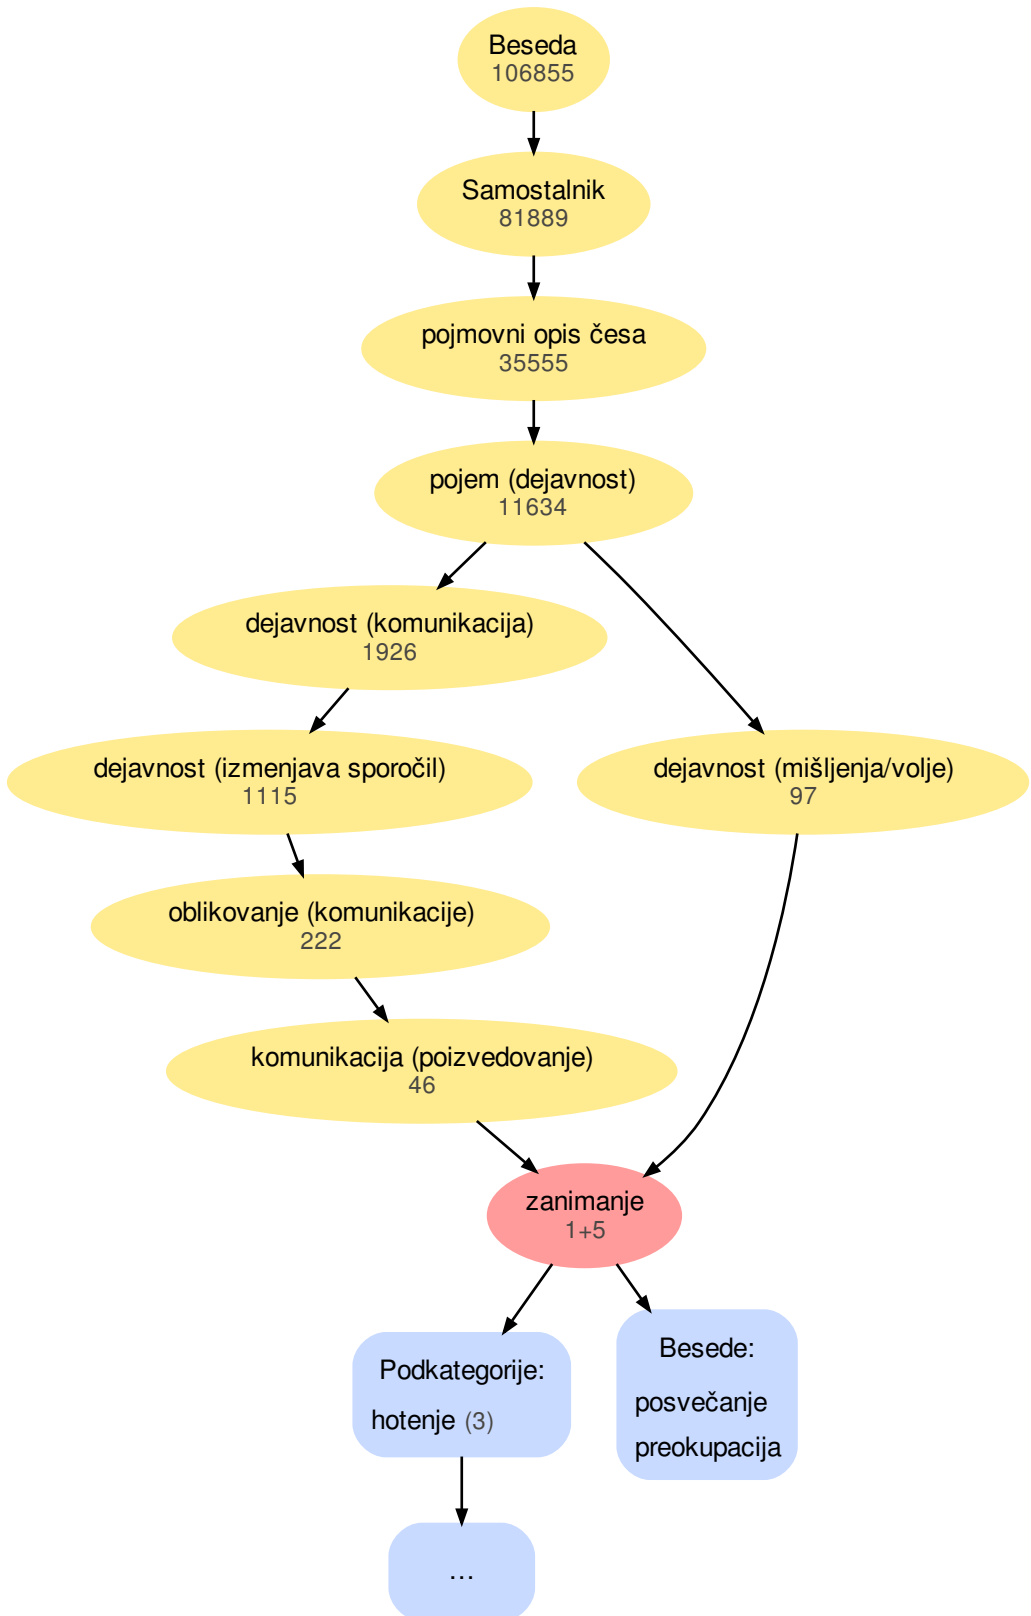 Beseda
106855
Samostalnik
81889
pojmovni opis česa
35555
pojem (dejavnost)
11634
dejavnost (komunikacija)
1926
dejavnost (izmenjava sporočil)
1115
dejavnost (mišljenja/volje)
97
oblikovanje (komunikacije)
222
komunikacija (poizvedovanje)
46
zanimanje
1+5
Podkategorije:
hotenje (3)
Besede:
posvečanje
preokupacija
…